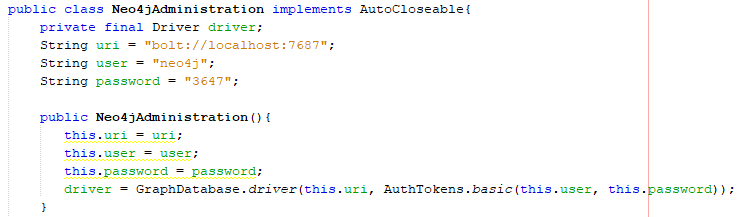 public class Neo4jAdministration implements AutoCloseable{
private final Driver driver;
String uri = "bolt://localhost:7687";
String user = "neo4j";
String password = "3647";
public Neo4jAdministration(){
this.uri = uri;
this.user = user;
this.password = password;
driver = GraphDatabase.driver(this.uri, AuthTokens.basic(this.user, this.password));
}